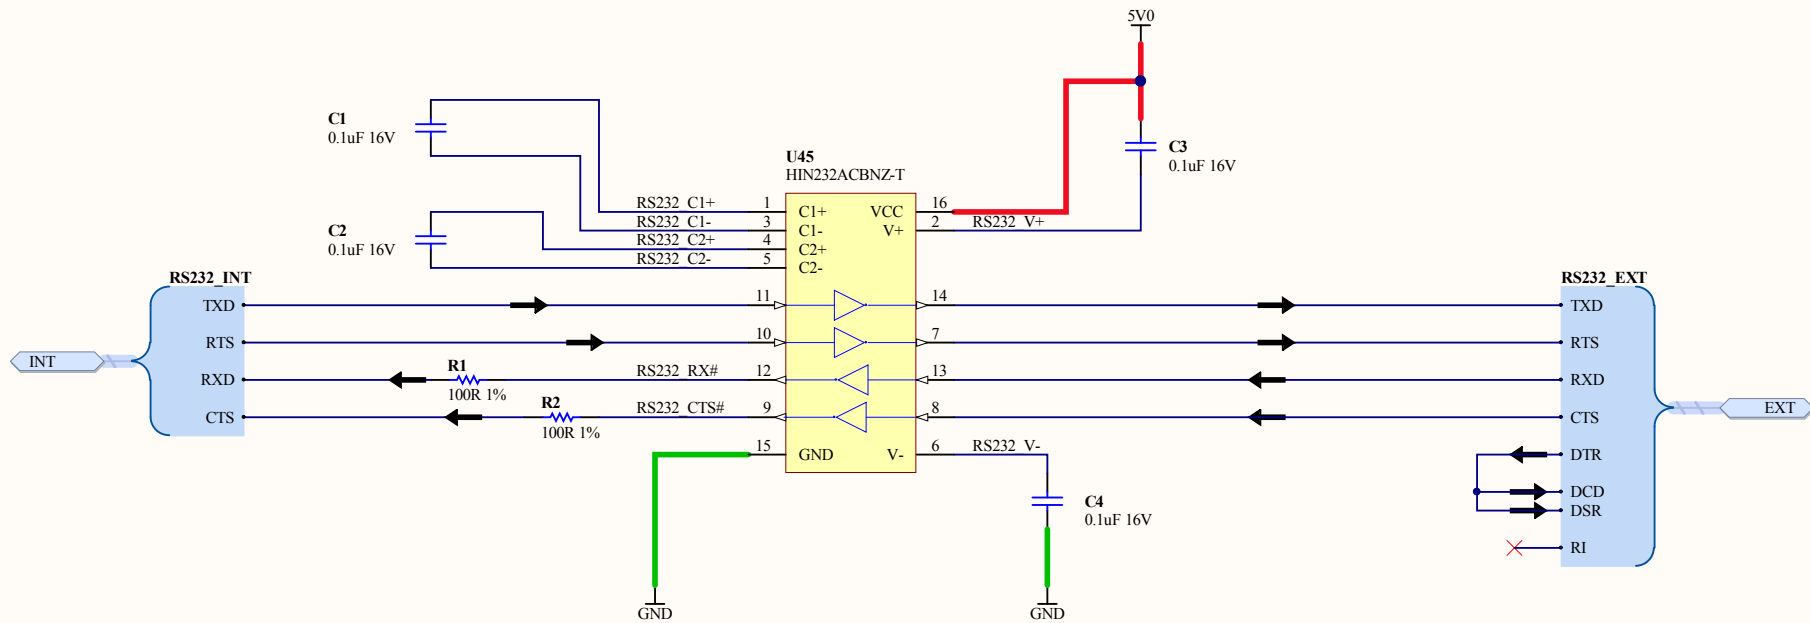 5V0
C1
0.1uF 16V
C3
0.1uF 16V
U45
HIN232ACBNZ-T
RS232_C1+ 1 C1+ VCC 16
RS232_C1- 3 C1- V+ 2 RS232_V+
C2
0.1uF 16V
RS232_C2+ 4 C2+
RS232_C2- 5 C2-
RS232_INT
RS232_EXT
TXD 11 14 TXD
RTS 10 7 RTS
INT
R1
RXD 100R 1% RS232_RX# 12 13 RXD
R2
CTS 100R 1% RS232_CTS# 9 8 CTS
EXT
15 GND V- 6 RS232_V- DTR
DCD
C4
0.1uF 16V
DSR
RI
GND
GND